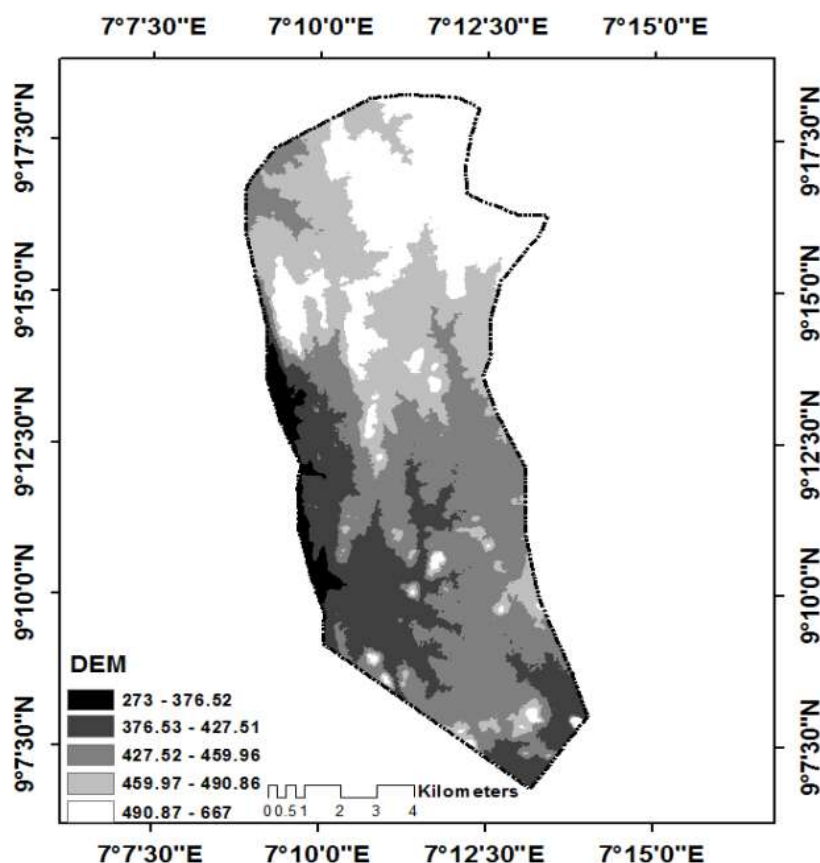 7°7'30"E 7°10'0"E 7°12'30"E 7°15'0"E
9°17'30"N 9°17'30"N
9°15'0"N 9°15'0"N
9°12'30"N 9°12'30"N
9°10'0"N 9°10'0"N
9°7'30"N 9°7'30"N
DEM
273 - 376.52
376.53 - 427.51
427.52 - 459.96
459.97 - 490.86
490.87 - 667
Kilometers
0 0.5 1 2 3 4
7°7'30"E 7°10'0"E 7°12'30"E 7°15'0"E